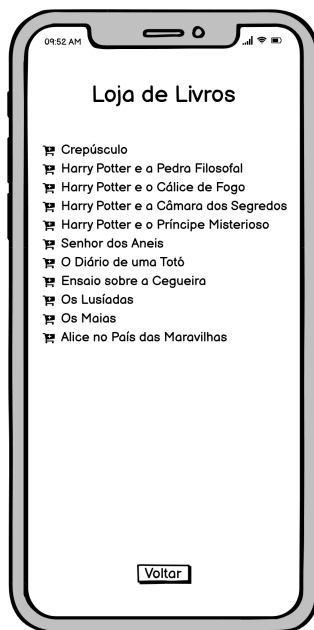 09:52 AM
Loja de Livros
Crepúsculo
Harry Potter e a Pedra Filosofal
Harry Potter e o Cálice de Fogo
Harry Potter e a Câmara dos Segredos
Harry Potter e o Príncipe Misterioso
Senhor dos Aneis
O Diário de uma Totó
Ensaio sobre a Cegueira
Os Lusíadas
Os Maias
Alice no País das Maravilhas
Voltar